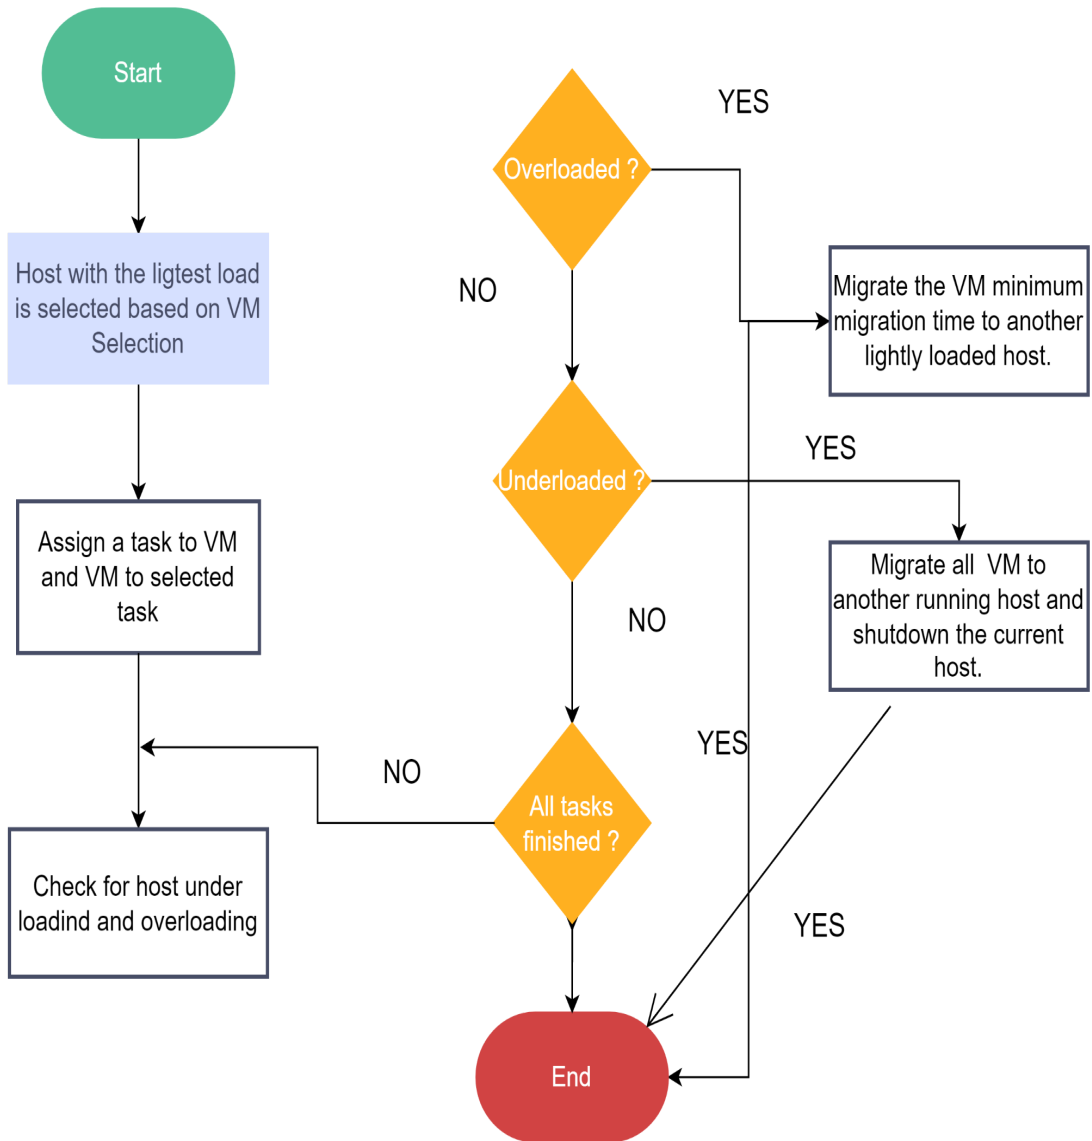 Start
Host with the ligtest load
is selected based on VM
Selection
Assign a task to VM
and VM to selected
task
Check for host under
loadind and overloading
Overloaded ?
YES
NO
Migrate the VM minimum
migration time to another
lightly loaded host.
Underloaded ?
YES
NO
Migrate all VM to
another running host and
shutdown the current
host.
YES
NO
All tasks
finished ?
YES
End